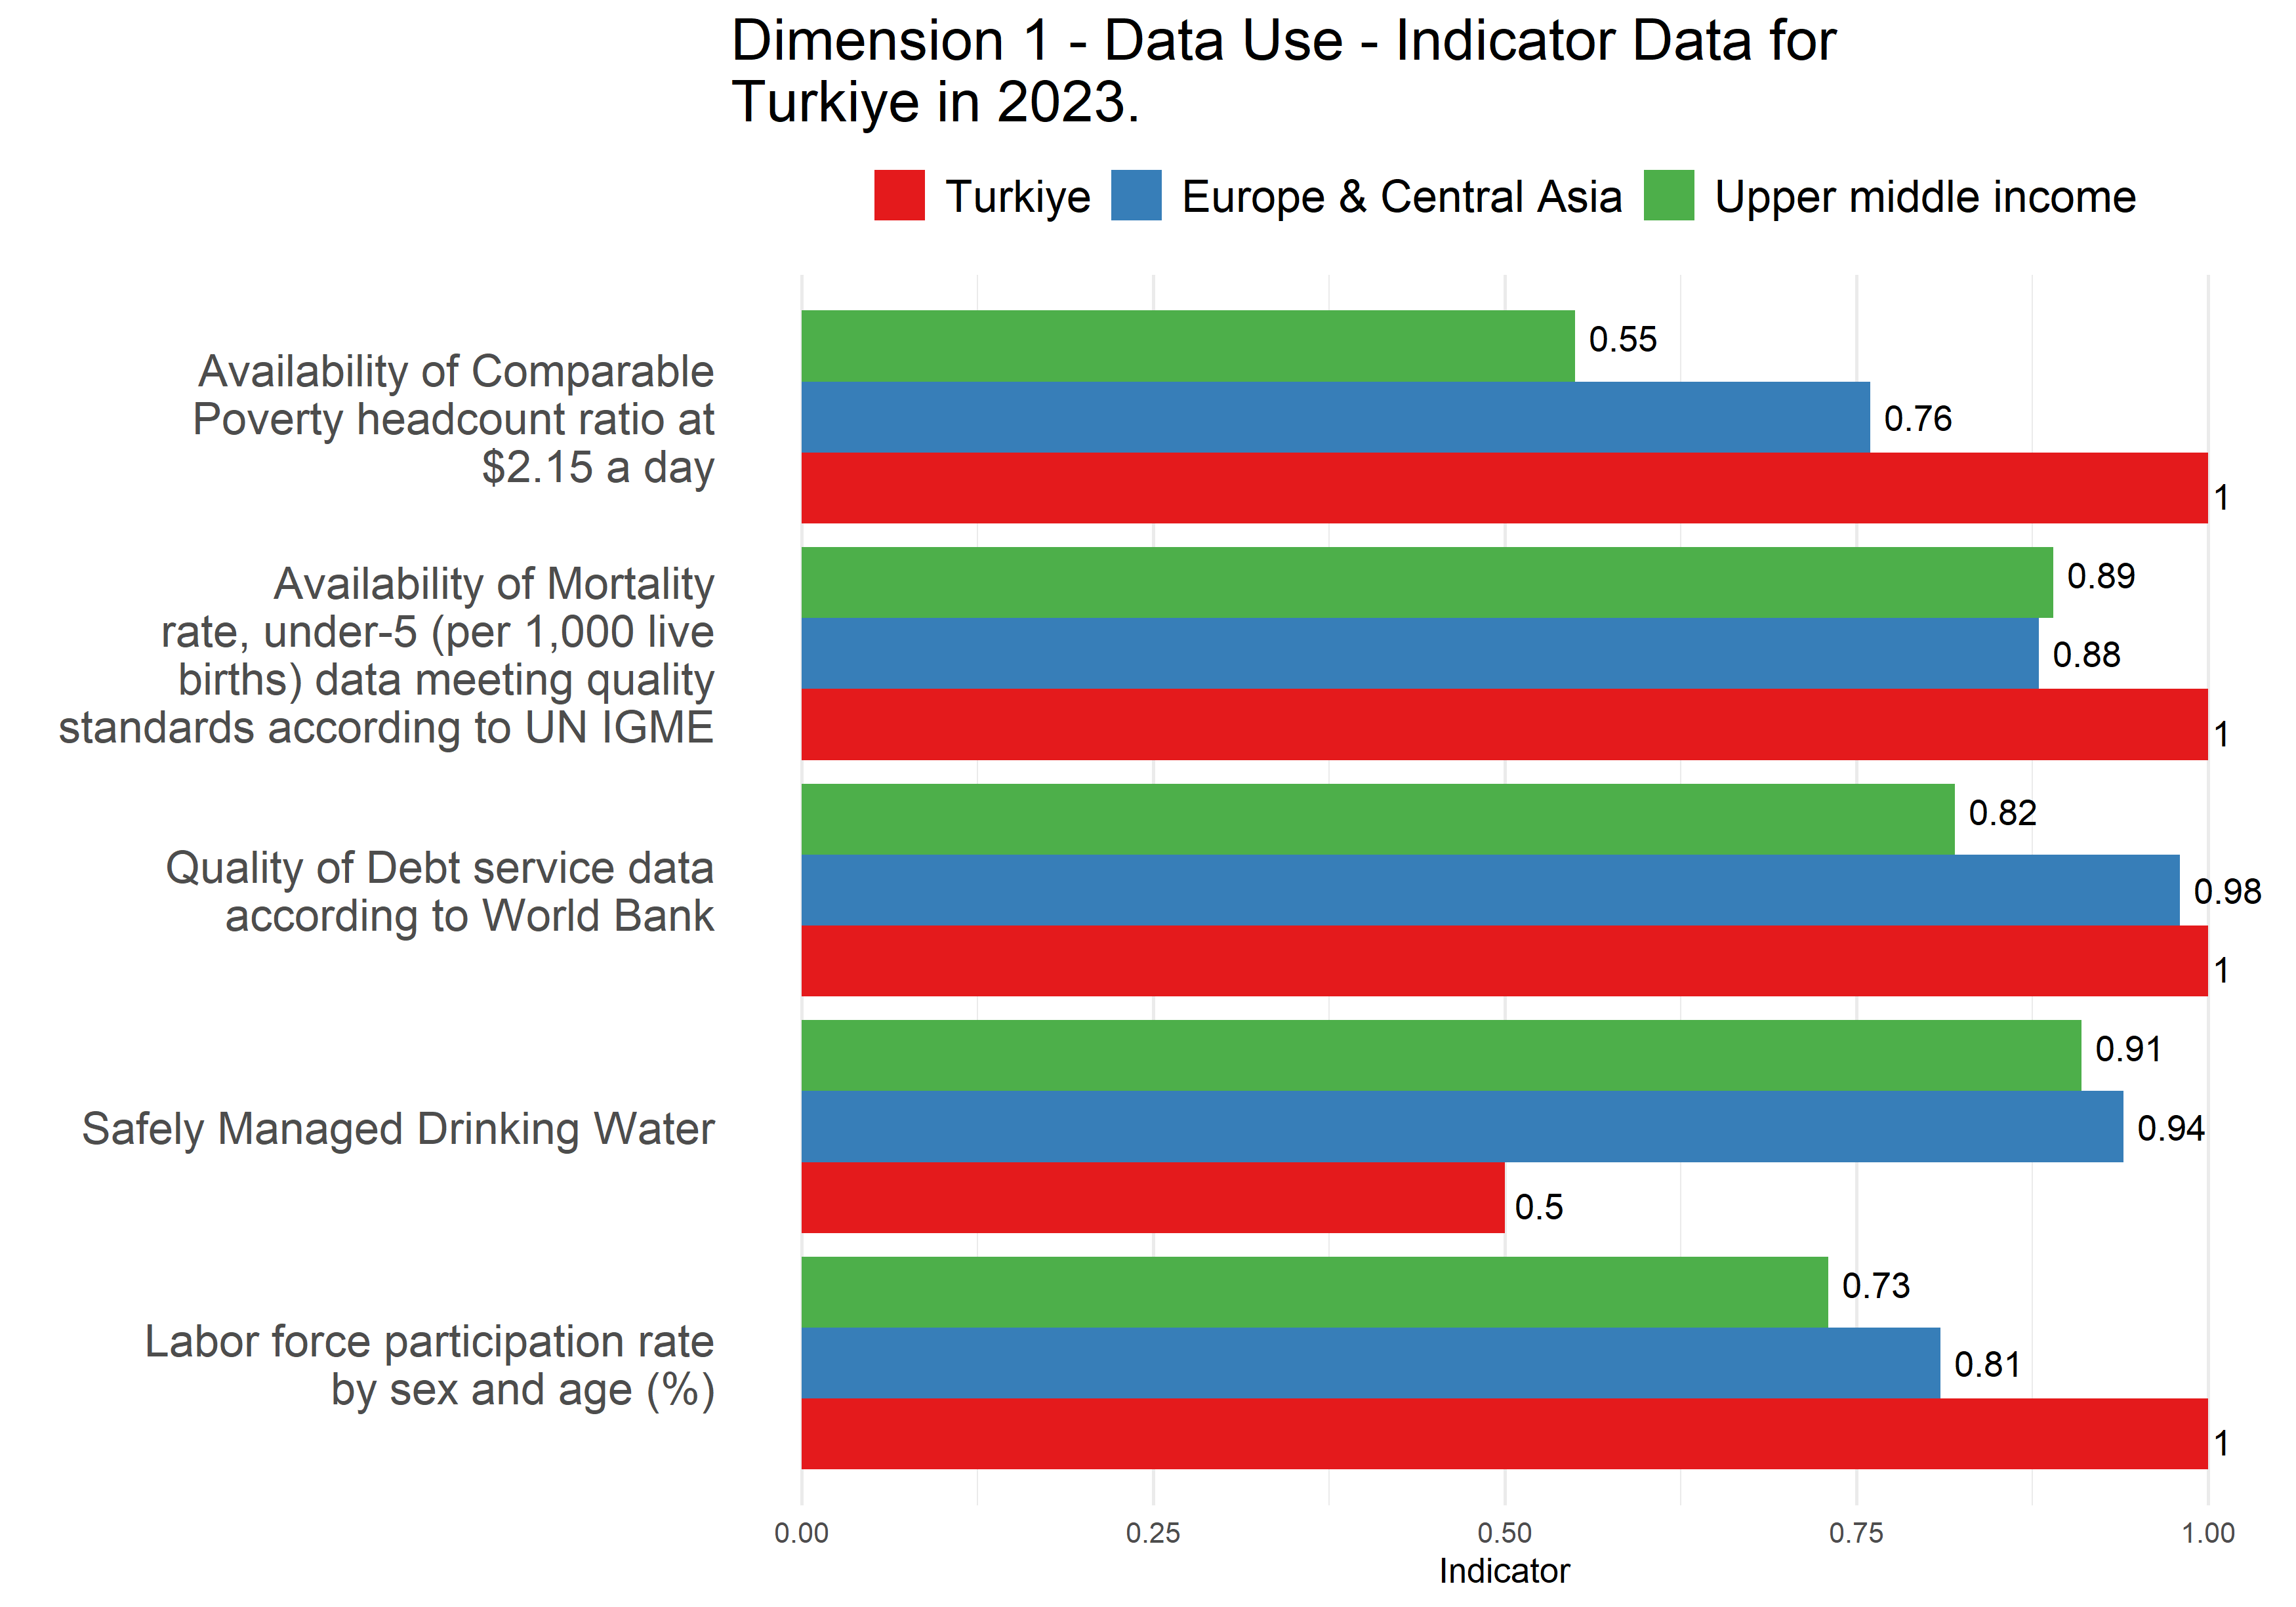 Dimension 1 - Data Use - Indicator Data for
Turkiye in 2023.
Turkiye
Europe & Central Asia
Upper middle income
Availability of Comparable
Poverty headcount ratio at
$2.15 a day
0.55
0.76
1
Availability of Mortality
rate, under-5 (per 1,000 live
births) data meeting quality
standards according to UN IGME
0.89
0.88
1
Quality of Debt service data
according to World Bank
0.82
0.98
1
Safely Managed Drinking Water
0.91
0.94
0.5
Labor force participation rate
by sex and age (%)
0.73
0.81
1
0.00
0.25
0.50
0.75
1.00
Indicator